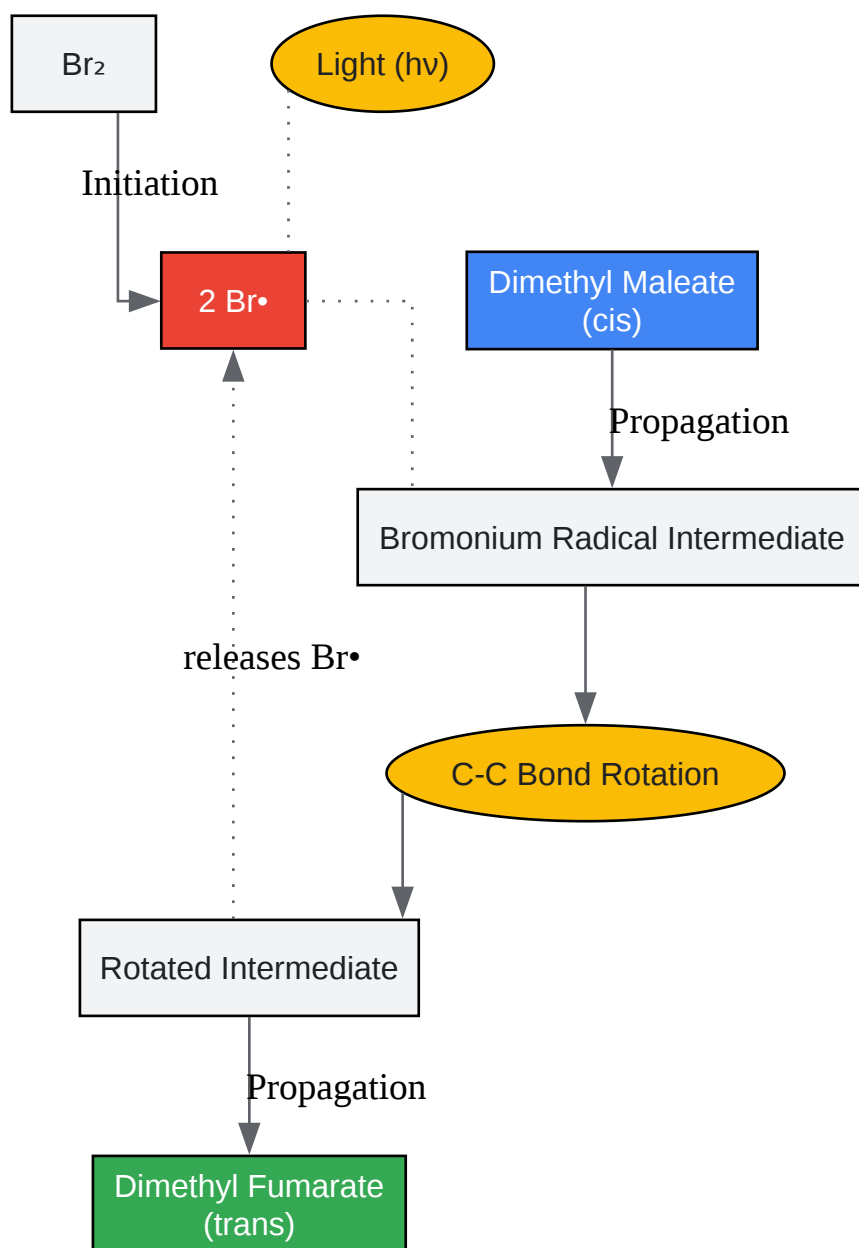 Br₂
Light (hν)
Initiation
2 Br•
Dimethyl Maleate
(cis)
Propagation
Bromonium Radical Intermediate
releases Br•
C-C Bond Rotation
Rotated Intermediate
Propagation
Dimethyl Fumarate
(trans)